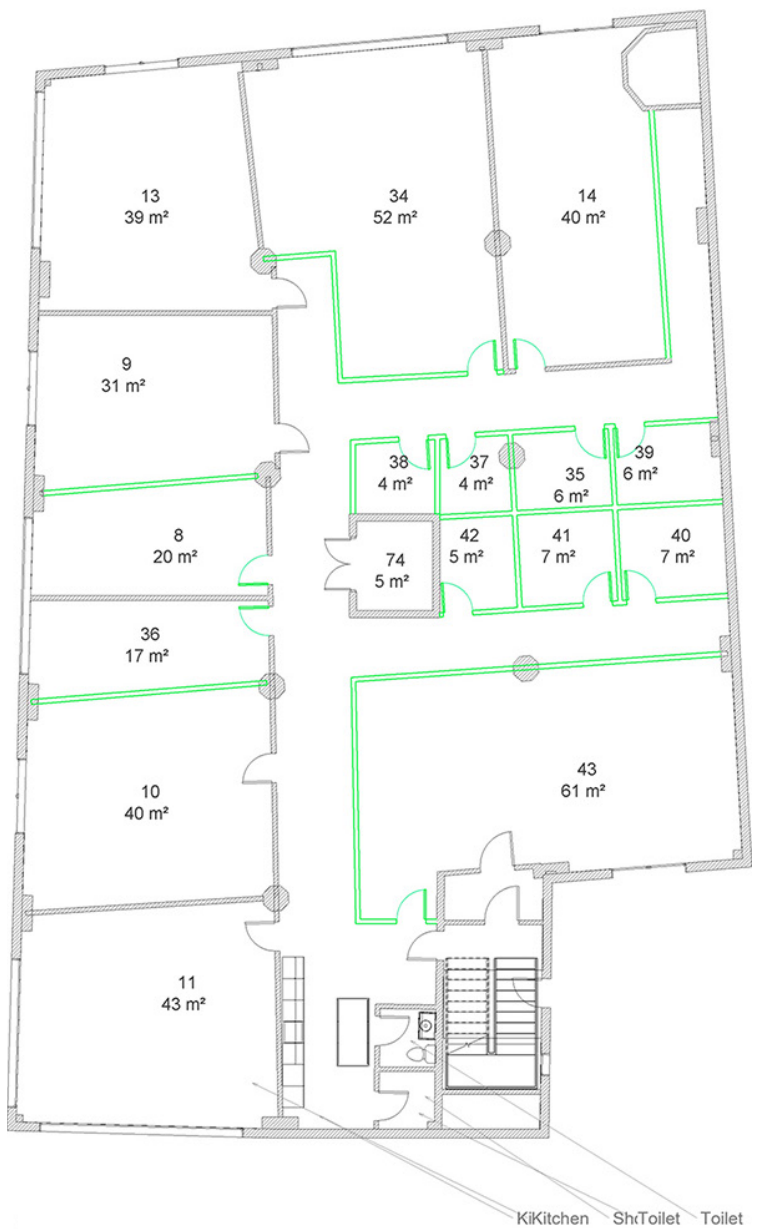 13
39 m²
34
52 m²
14
40 m²
9
31 m²
38
4 m²
37
4 m²
35
6 m²
39
6 m²
8
20 m²
74
5 m²
42
5 m²
41
7 m²
40
7 m²
36
17 m²
10
40 m²
43
61 m²
11
43 m²
KiKitchen ShToilet Toilet